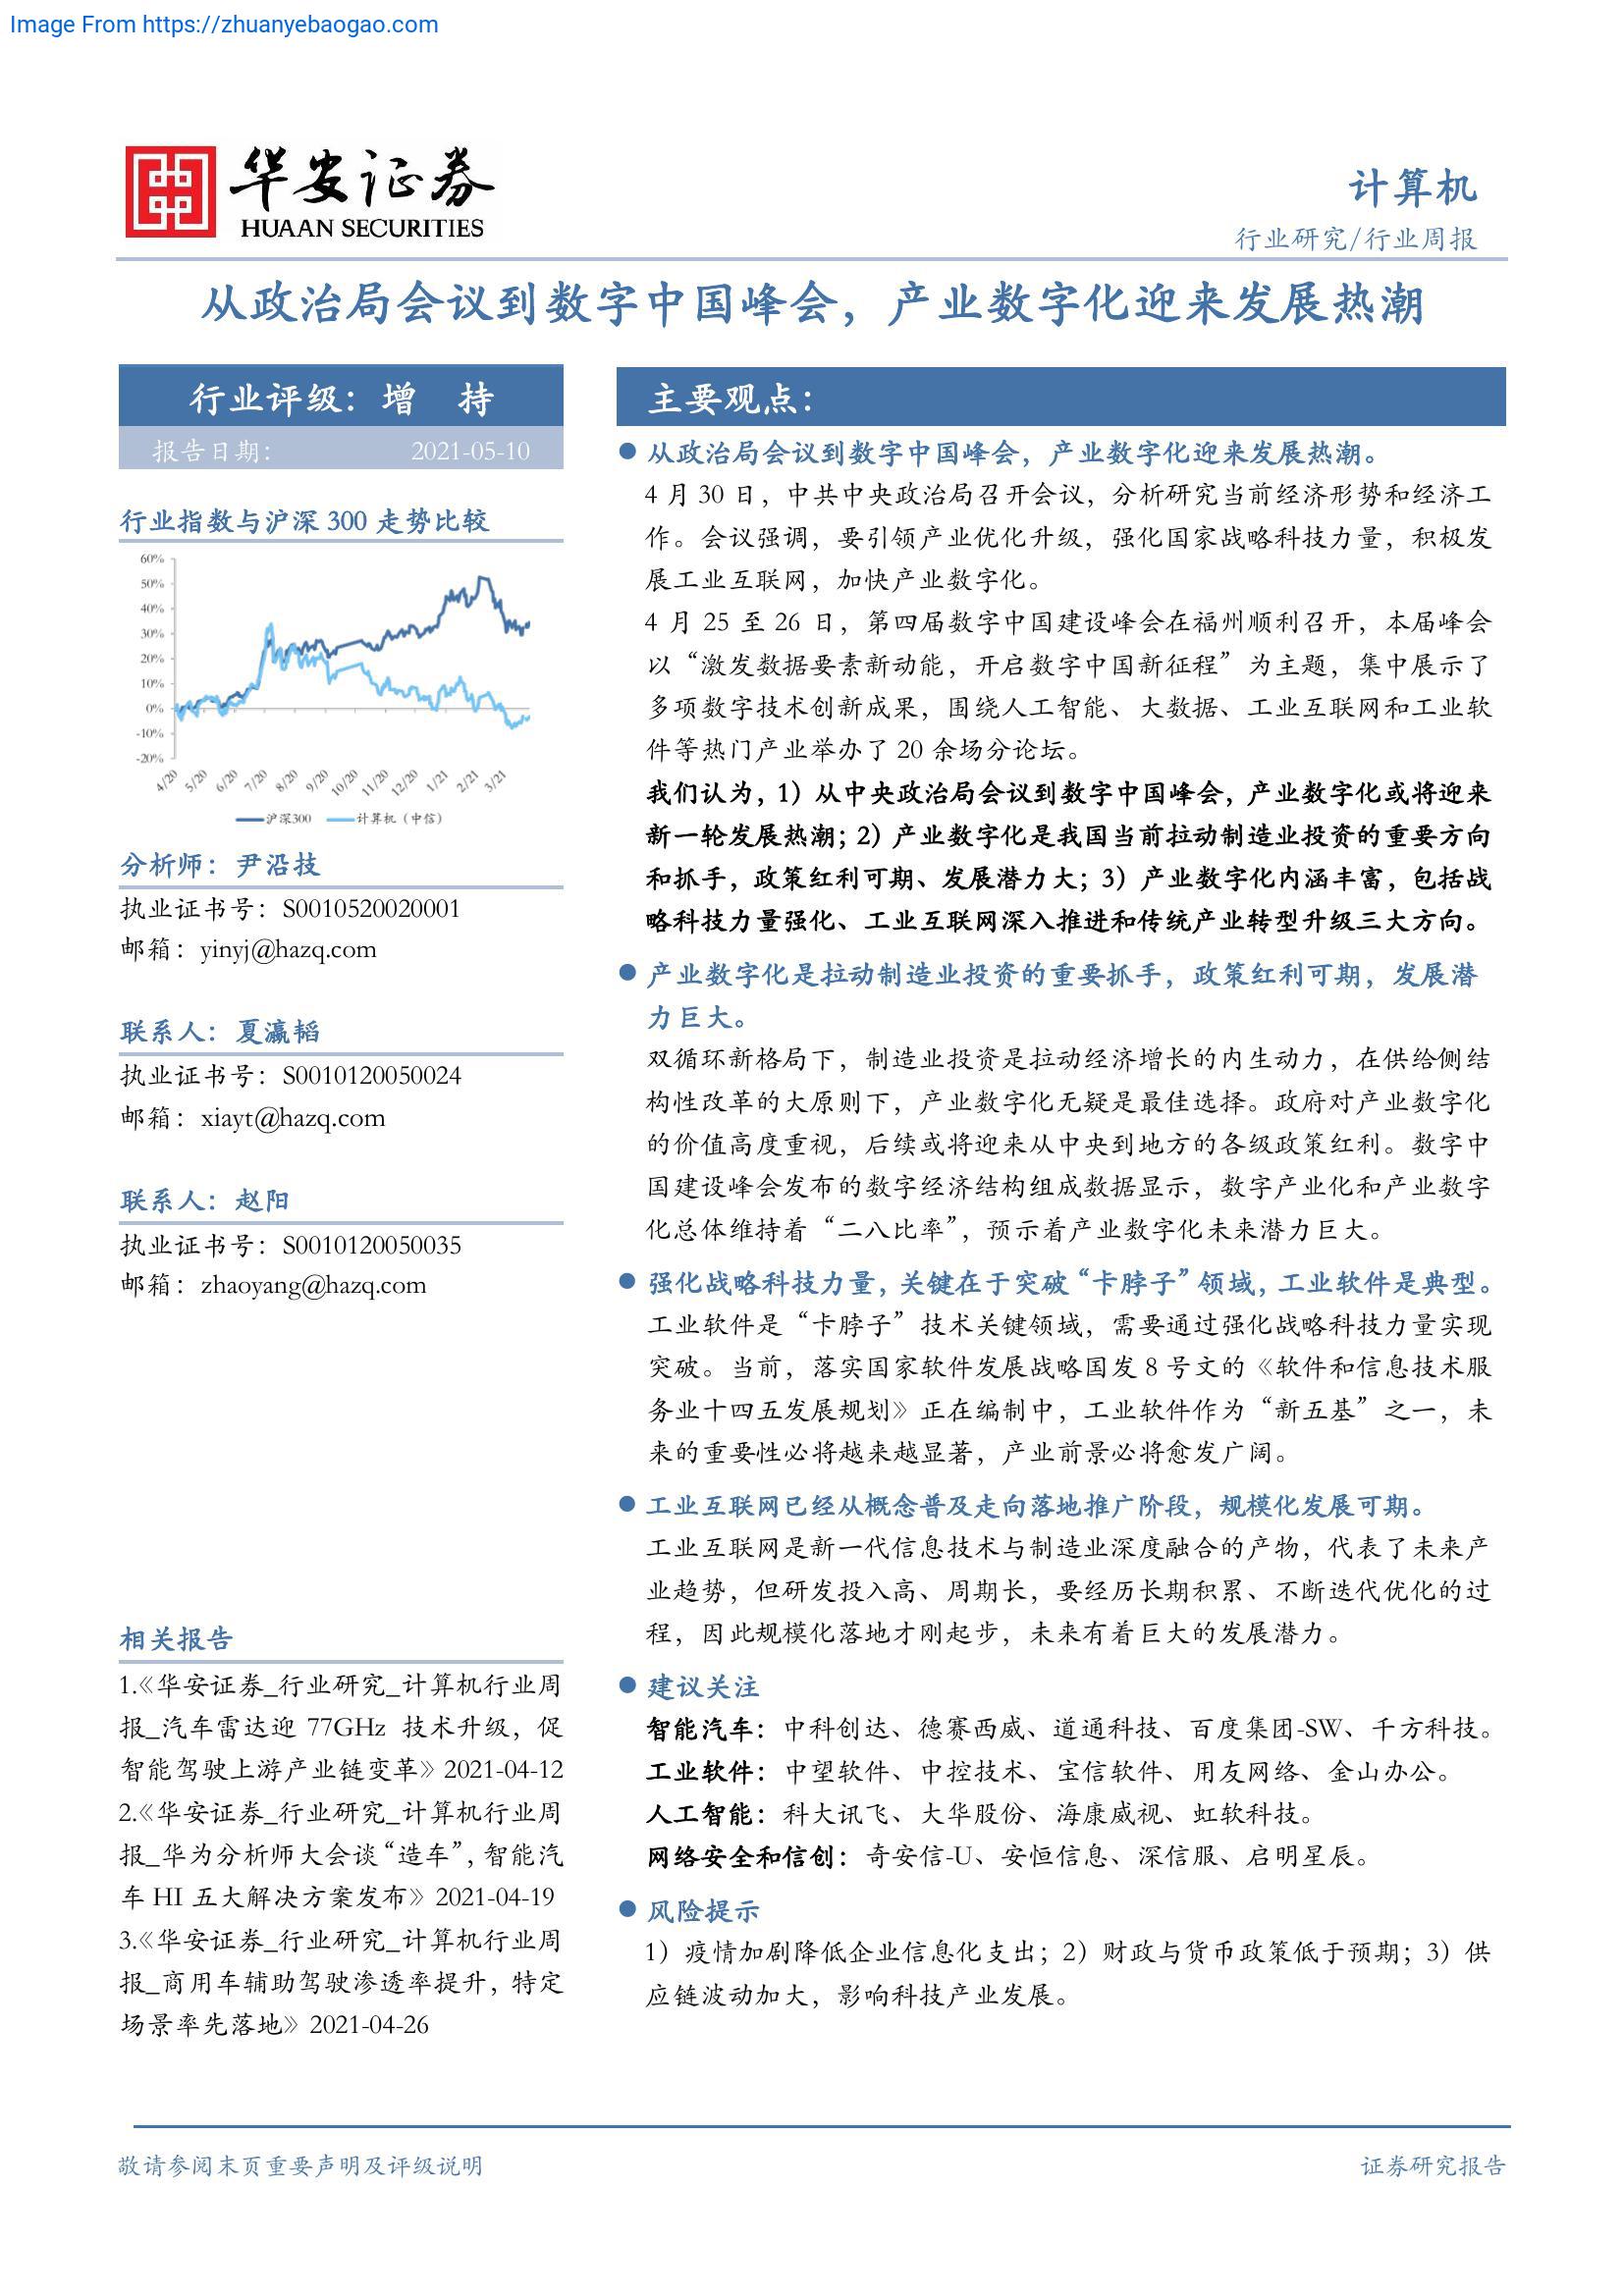 Image From https://zhuanyebaogao.com
华安证券
HUAAN SECURITIES
计算机
行业研究/行业周报
从政治局会议到数字中国峰会，产业数字化迎来发展热潮
行业评级：增 持
报告日期： 2021-05-10
行业指数与沪深 300 走势比较
60%
50%
40%
30%
20%
10%
0%
-10%
-20%
4/20 5/20 6/20 7/20 8/20 9/20 10/20 11/20 12/20 1/21 2/21 3/21
沪深300 计算机（中信）
分析师：尹沿技
执业证书号：S0010520020001
邮箱：yinyj@hazq.com
联系人：夏瀛韬
执业证书号：S0010120050024
邮箱：xiayt@hazq.com
联系人：赵阳
执业证书号：S0010120050035
邮箱：zhaoyang@hazq.com
相关报告
1.《华安证券_行业研究_计算机行业周
报_汽车雷达迎 77GHz 技术升级，促
智能驾驶上游产业链变革》2021-04-12
2.《华安证券_行业研究_计算机行业周
报_华为分析师大会谈“造车”，智能汽
车 HI 五大解决方案发布》2021-04-19
3.《华安证券_行业研究_计算机行业周
报_商用车辅助驾驶渗透率提升，特定
场景率先落地》2021-04-26
主要观点：
● 从政治局会议到数字中国峰会，产业数字化迎来发展热潮。
4 月 30 日，中共中央政治局召开会议，分析研究当前经济形势和经济工
作。会议强调，要引领产业优化升级，强化国家战略科技力量，积极发
展工业互联网，加快产业数字化。
4 月 25 至 26 日，第四届数字中国建设峰会在福州顺利召开，本届峰会
以“激发数据要素新动能，开启数字中国新征程”为主题，集中展示了
多项数字技术创新成果，围绕人工智能、大数据、工业互联网和工业软
件等热门产业举办了 20 余场分论坛。
我们认为，1）从中央政治局会议到数字中国峰会，产业数字化或将迎来
新一轮发展热潮；2）产业数字化是我国当前拉动制造业投资的重要方向
和抓手，政策红利可期、发展潜力大；3）产业数字化内涵丰富，包括战
略科技力量强化、工业互联网深入推进和传统产业转型升级三大方向。
● 产业数字化是拉动制造业投资的重要抓手，政策红利可期，发展潜
力巨大。
双循环新格局下，制造业投资是拉动经济增长的内生动力，在供给侧结
构性改革的大原则下，产业数字化无疑是最佳选择。政府对产业数字化
的价值高度重视，后续或将迎来从中央到地方的各级政策红利。数字中
国建设峰会发布的数字经济结构组成数据显示，数字产业化和产业数字
化总体维持着“二八比率”，预示着产业数字化未来潜力巨大。
● 强化战略科技力量，关键在于突破“卡脖子”领域，工业软件是典型。
工业软件是“卡脖子”技术关键领域，需要通过强化战略科技力量实现
突破。当前，落实国家软件发展战略国发 8 号文的《软件和信息技术服
务业十四五发展规划》正在编制中，工业软件作为“新五基”之一，未
来的重要性必将越来越显著，产业前景必将愈发广阔。
● 工业互联网已经从概念普及走向落地推广阶段，规模化发展可期。
工业互联网是新一代信息技术与制造业深度融合的产物，代表了未来产
业趋势，但研发投入高、周期长，要经历长期积累、不断迭代优化的过
程，因此规模化落地才刚起步，未来有着巨大的发展潜力。
● 建议关注
智能汽车：中科创达、德赛西威、道通科技、百度集团-SW、千方科技。
工业软件：中望软件、中控技术、宝信软件、用友网络、金山办公。
人工智能：科大讯飞、大华股份、海康威视、虹软科技。
网络安全和信创：奇安信-U、安恒信息、深信服、启明星辰。
● 风险提示
1）疫情加剧降低企业信息化支出；2）财政与货币政策低于预期；3）供
应链波动加大，影响科技产业发展。
敬请参阅末页重要声明及评级说明
证券研究报告